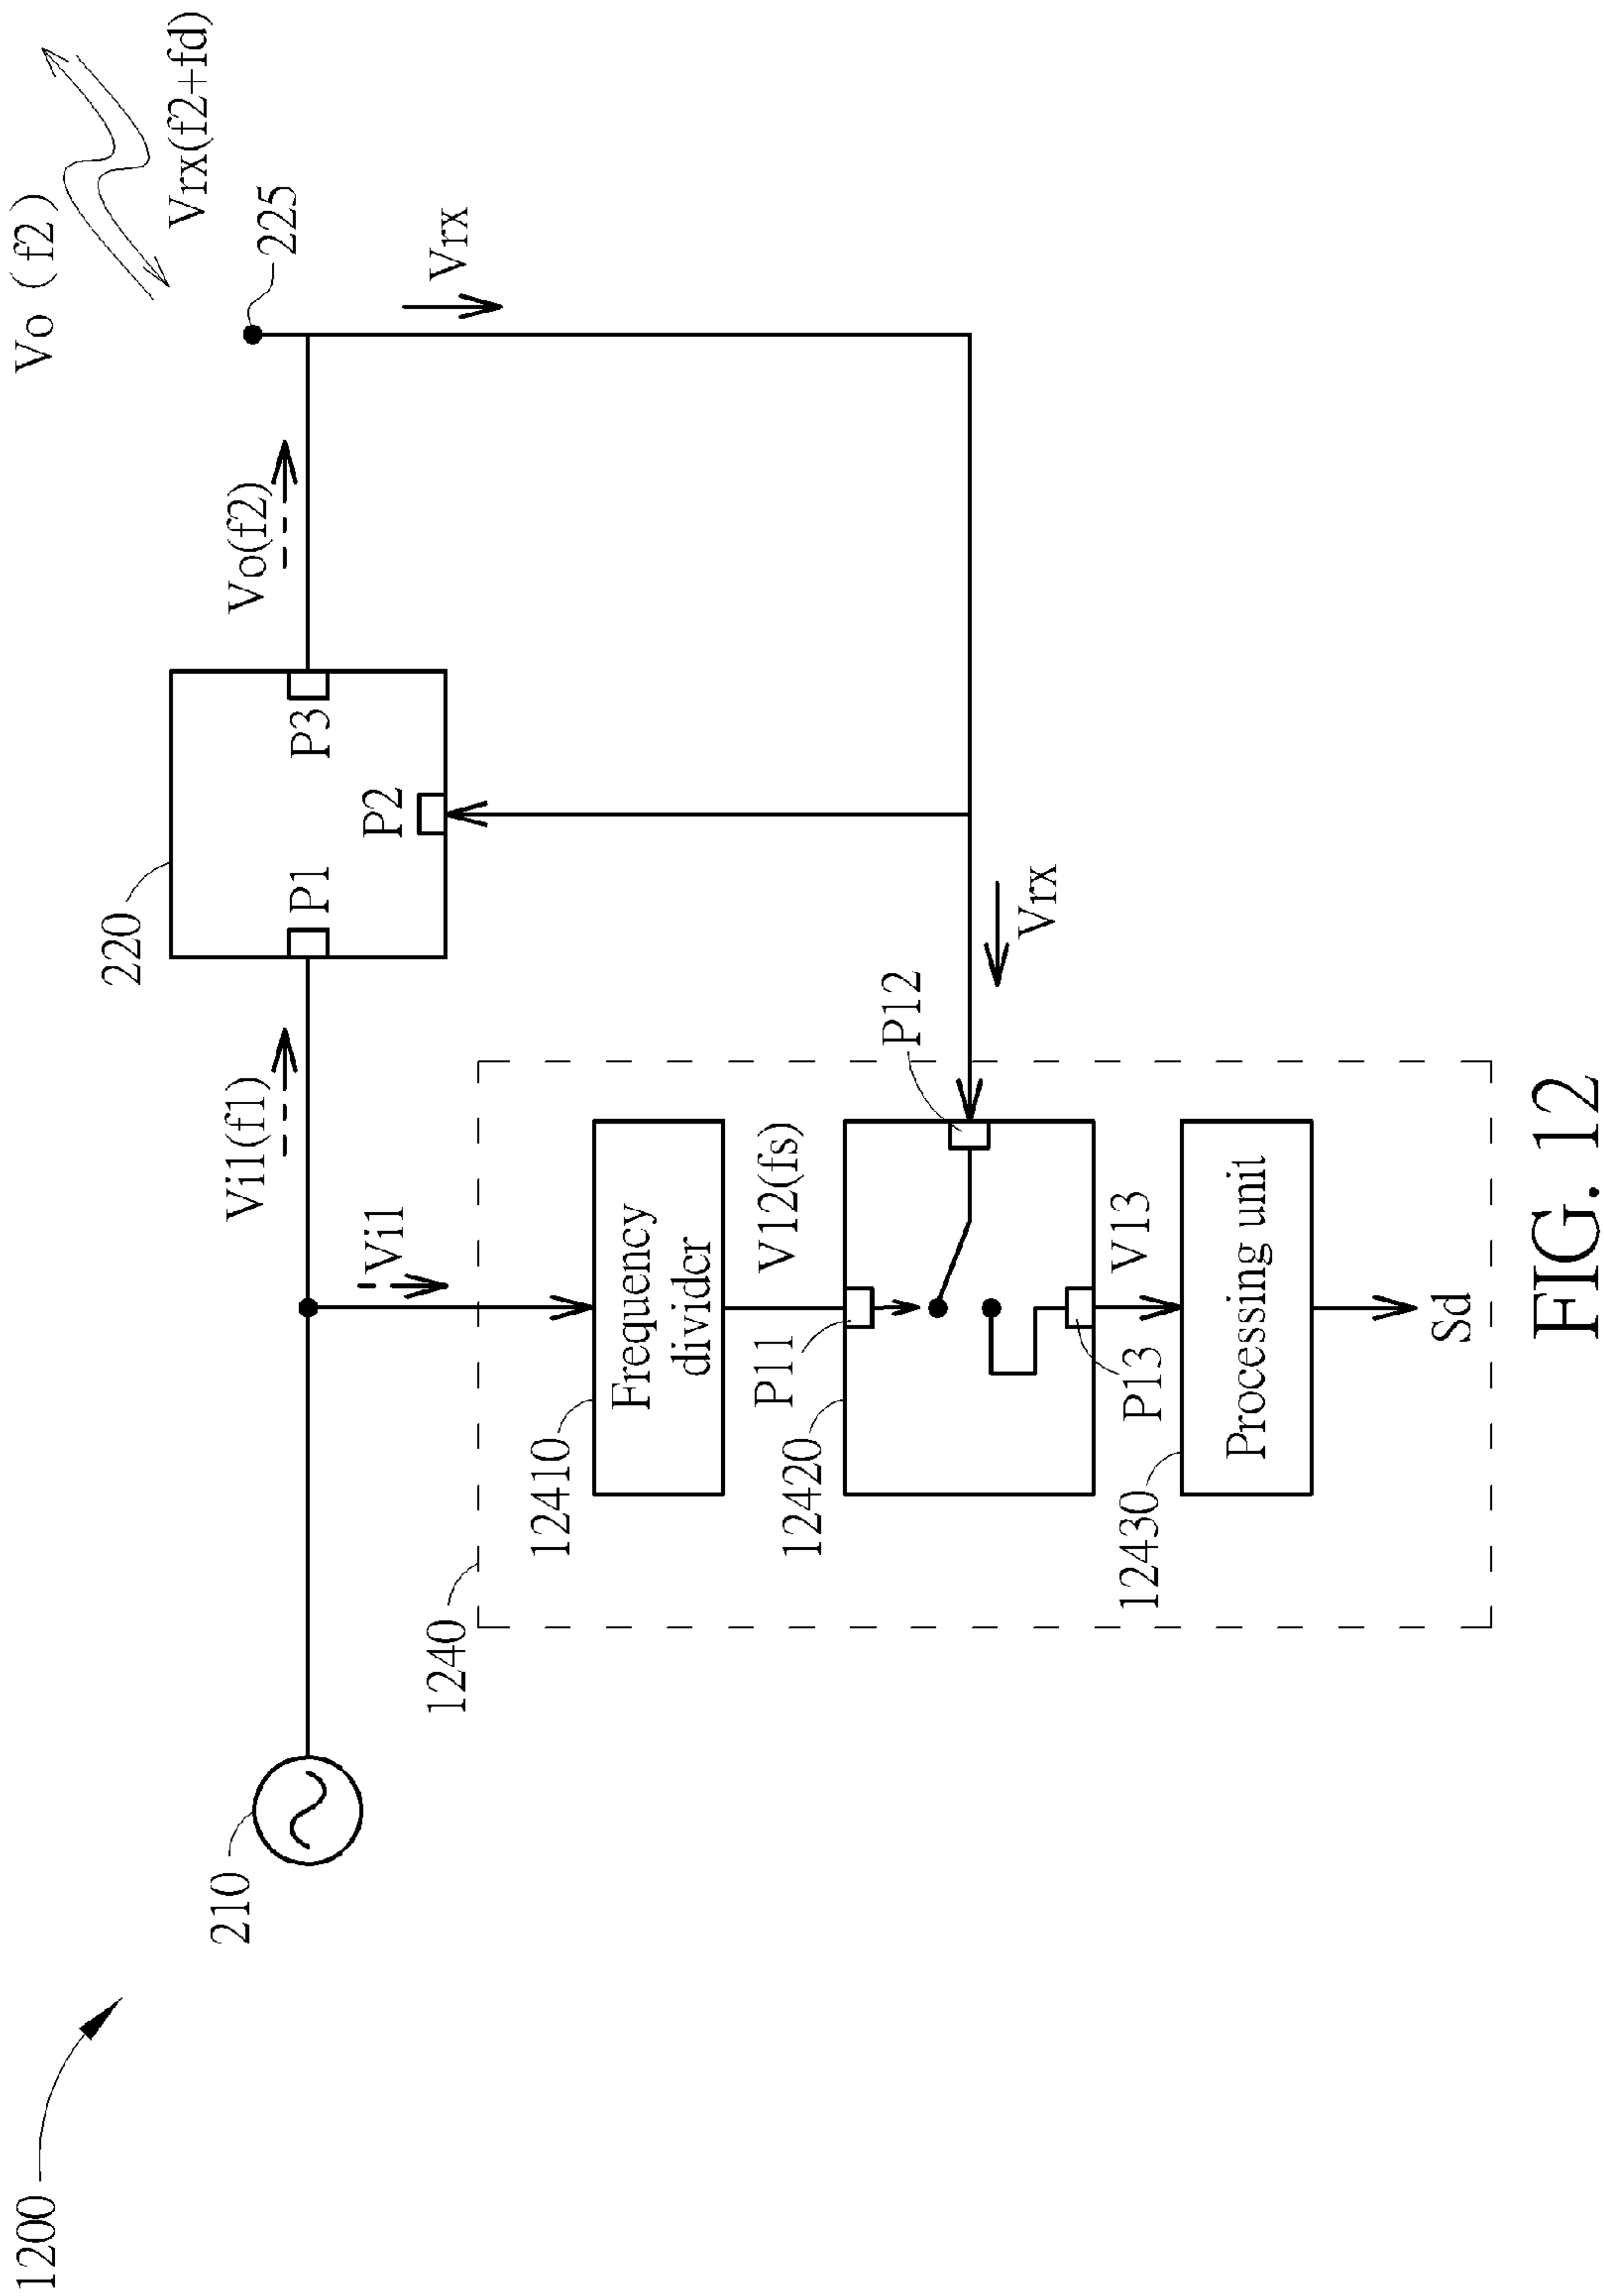 1200
Vo (f2)
Vrx(f2+fd)
225
Vrx
Vo(f2)
220
P1
P2
P3
Vi1(f1)
210
Vi1
1240
12410
Frequency
divider
V12(fs)
P11
P12
12420
Vrx
V13
P13
12430
Processing unit
Sd
FIG. 12